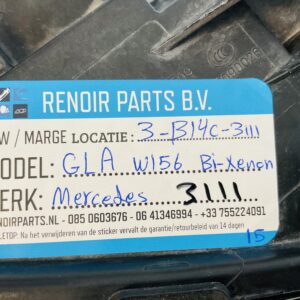 RENOIR PARTS B.V.
W / MARGE LOCATIE : 3-B14c-3111
MODEL: GLA W156 Bi-Xenon
ERK: Mercedes 3111
NOIRPARTS.NL - 085 0603676 - 06 41346994 - +33 755224091
LETOP: Na het verwijderen van de sticker vervalt de garantie/retourbeleid van 14 dagen
15